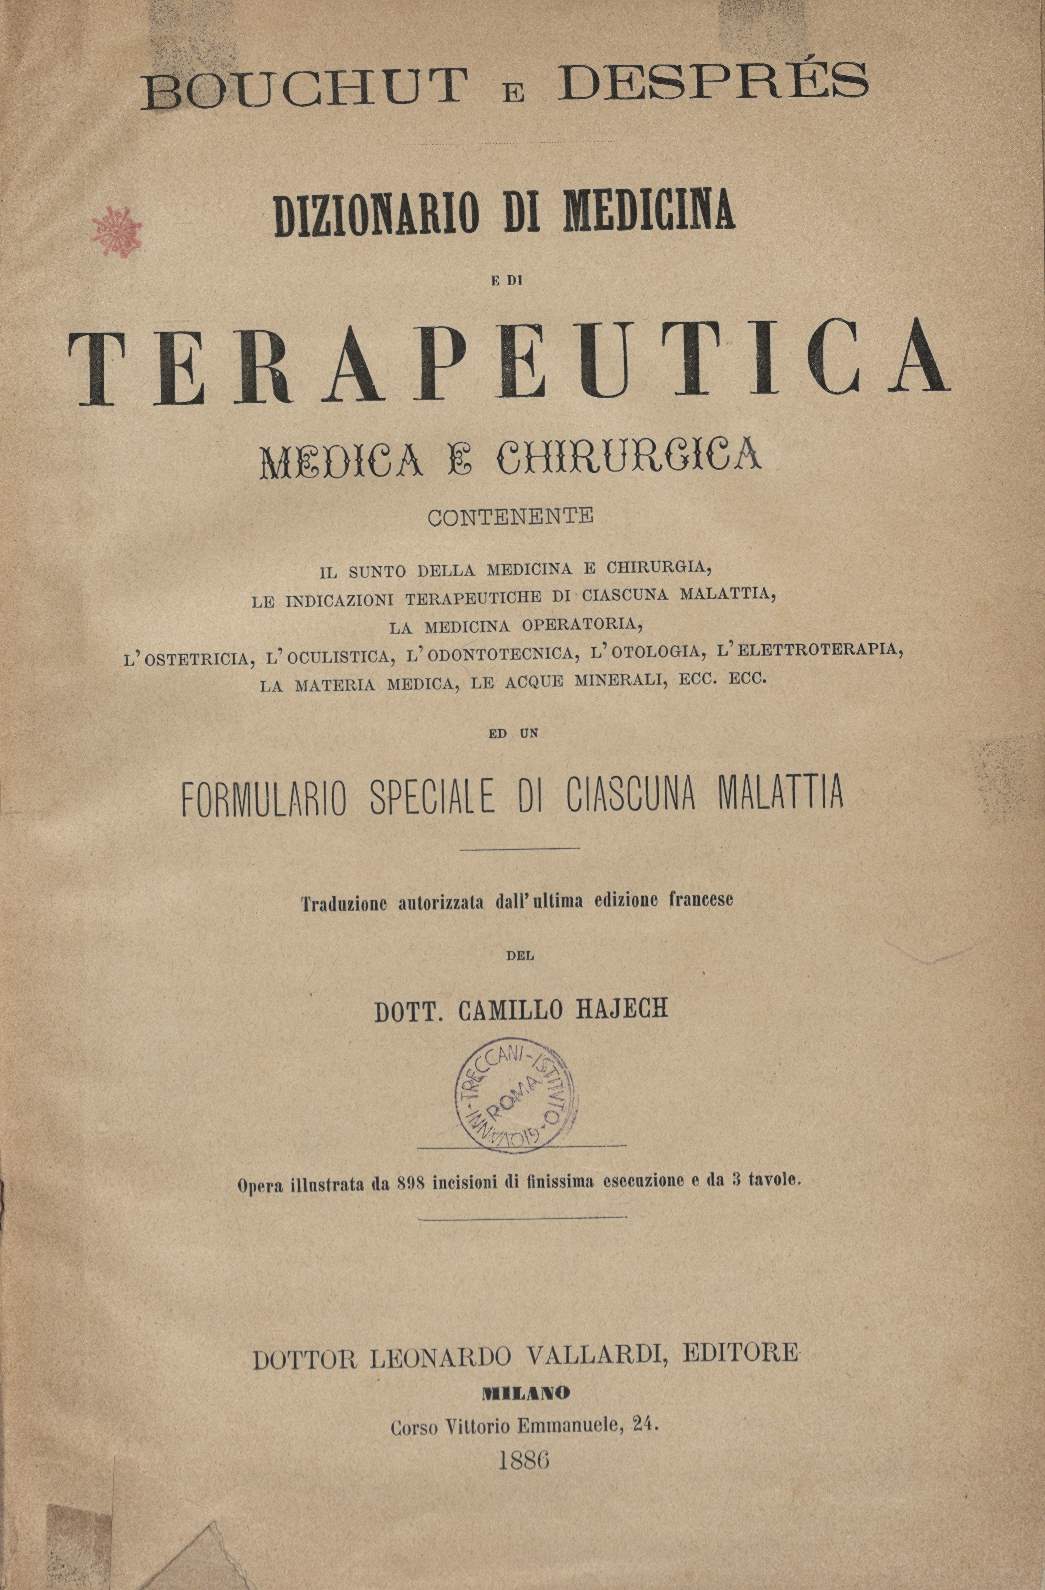 BOUCHUT E DESPRÉS
DIZIONARIO DI MEDICINA
E DI
TERAPEUTICA
MEDICA E CHIRURGICA
CONTENENTE
IL SUNTO DELLA MEDICINA E CHIRURGIA,
LE INDICAZIONI TERAPEUTICHE DI CIASCUNA MALATTIA,
LA MEDICINA OPERATORIA,
L'OSTETRICIA, L'OCULISTICA, L'ODONTOTECNICA, L'OTOLOGIA, L'ELETTROTERAPIA,
LA MATERIA MEDICA, LE ACQUE MINERALI, ECC. ECC.
ED UN
FORMULARIO SPECIALE DI CIASCUNA MALATTIA
Traduzione autorizzata dall'ultima edizione francese
DEL
DOTT. CAMILLO HAJECH
ISTITVTO · GIOVANNI · TRECCANI ·
ROMA
Opera illustrata da 898 incisioni di finissima esecuzione e da 3 tavole.
DOTTOR LEONARDO VALLARDI, EDITORE
MILANO
Corso Vittorio Emmanuele, 24.
1886